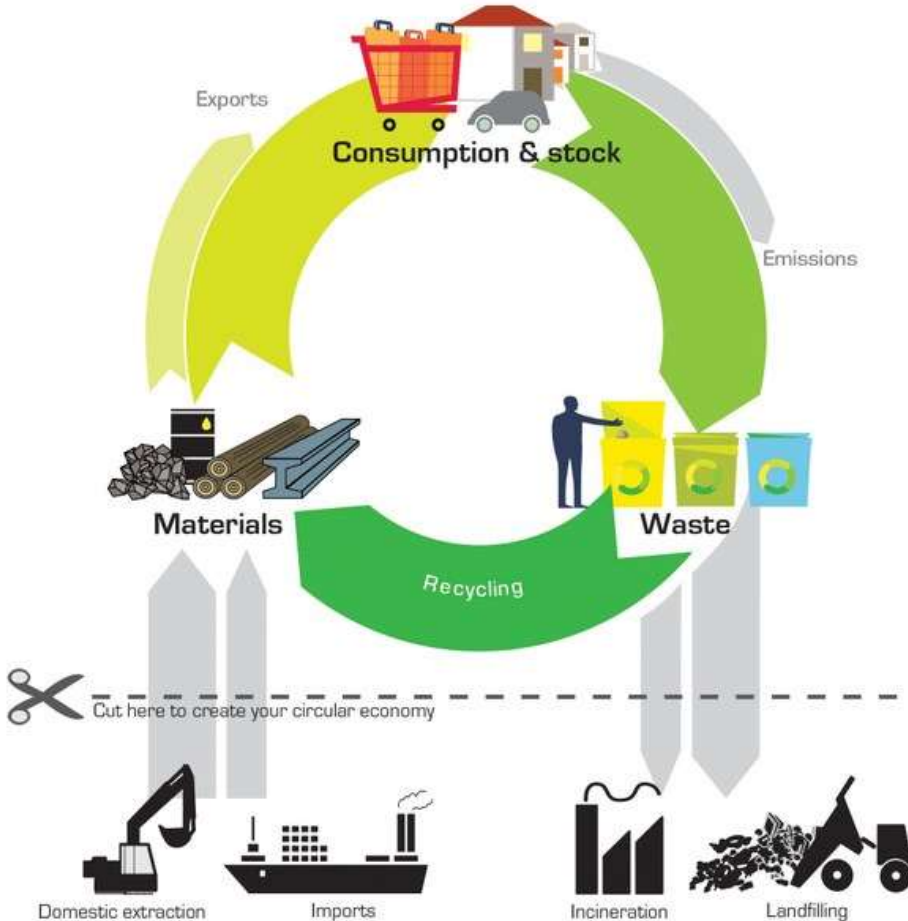 Exports
Consumption & stock
Emissions
Materials
Waste
Recycling
Cut here to create your circular economy
Domestic extraction
Imports
Incineration
Landfilling